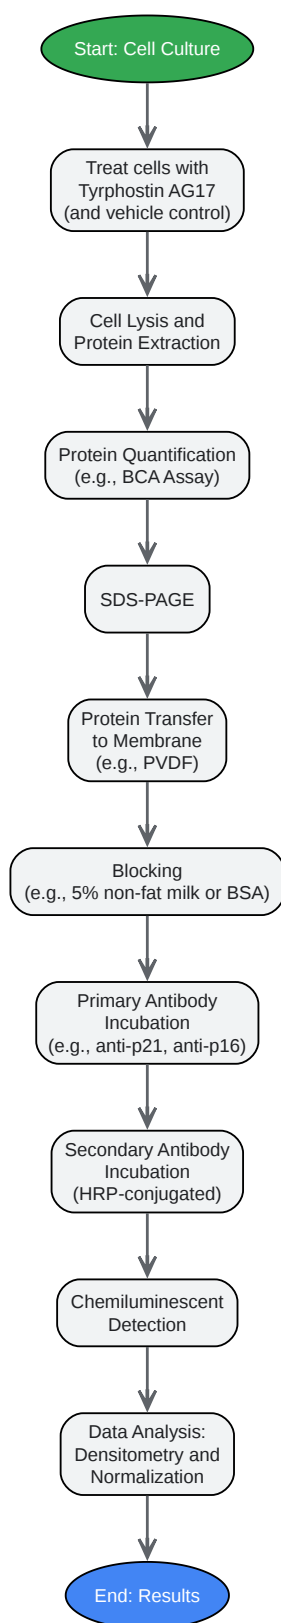 Start: Cell Culture
Treat cells with
Tyrphostin AG17
(and vehicle control)
Cell Lysis and
Protein Extraction
Protein Quantification
(e.g., BCA Assay)
SDS-PAGE
Protein Transfer
to Membrane
(e.g., PVDF)
Blocking
(e.g., 5% non-fat milk or BSA)
Primary Antibody
Incubation
(e.g., anti-p21, anti-p16)
Secondary Antibody
Incubation
(HRP-conjugated)
Chemiluminescent
Detection
Data Analysis:
Densitometry and
Normalization
End: Results